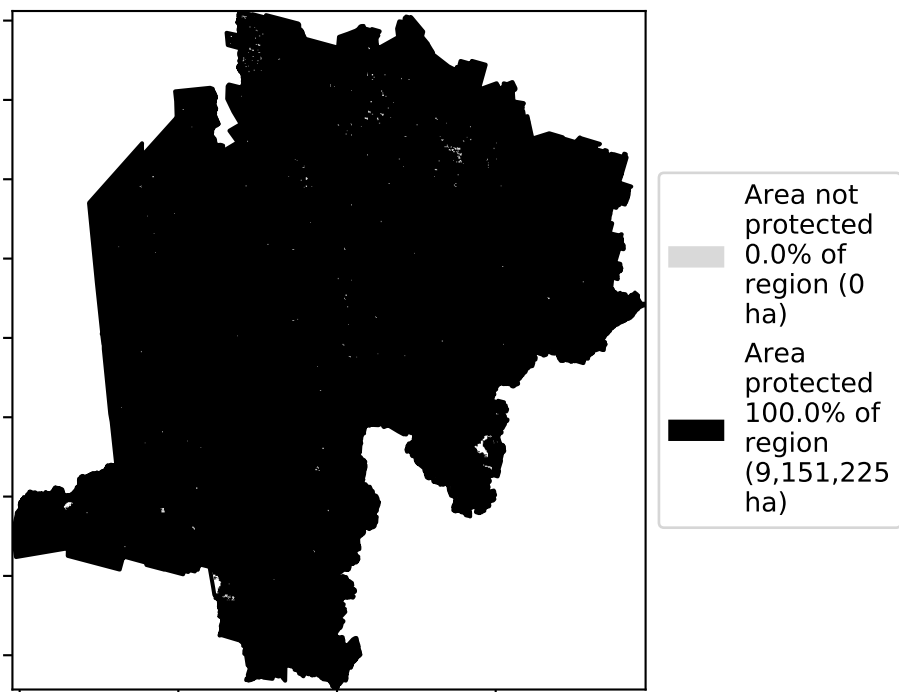 Area not
protected
0.0% of
region (0
ha)
Area
protected
100.0% of
region
(9,151,225
ha)